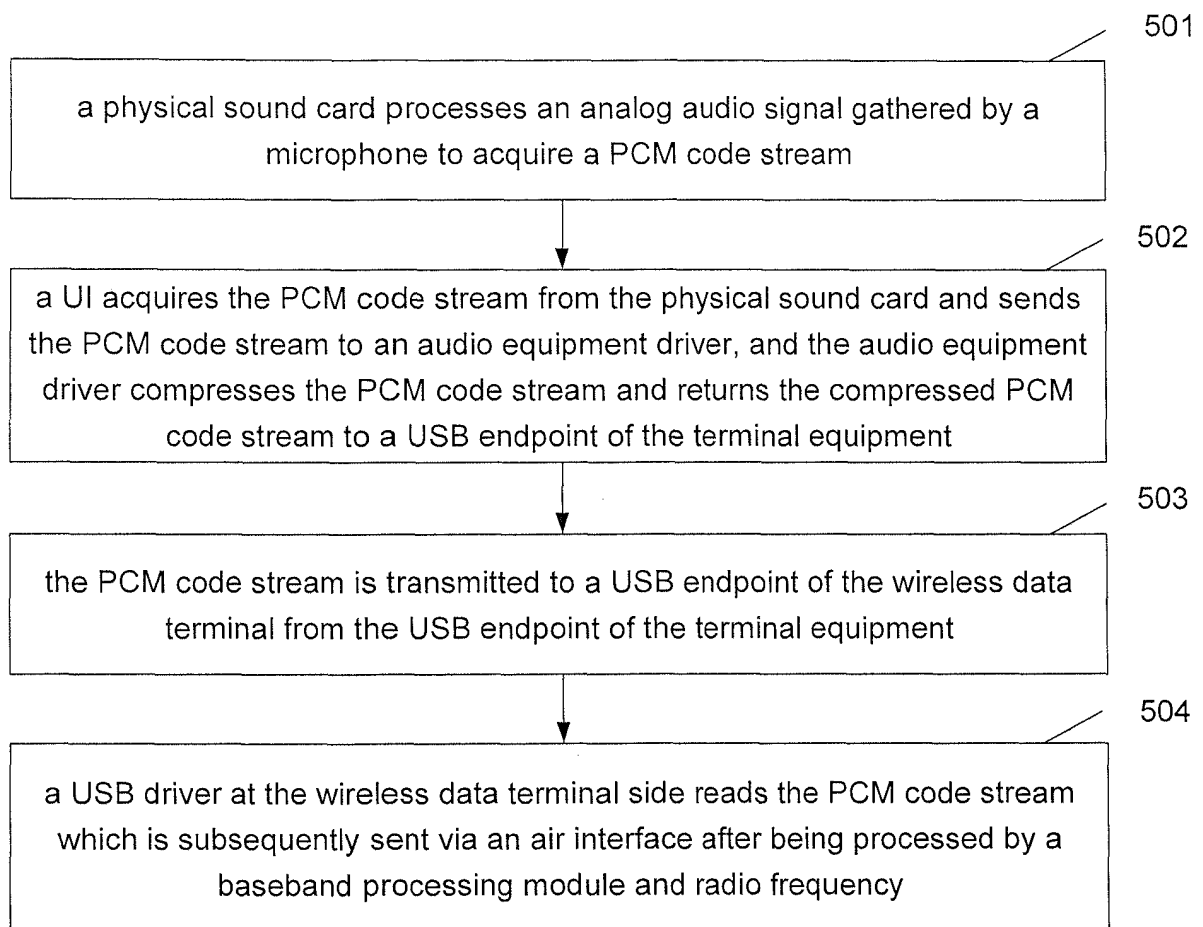 501
a physical sound card processes an analog audio signal gathered by a
microphone to acquire a PCM code stream
502
a UI acquires the PCM code stream from the physical sound card and sends
the PCM code stream to an audio equipment driver, and the audio equipment
driver compresses the PCM code stream and returns the compressed PCM
code stream to a USB endpoint of the terminal equipment
503
the PCM code stream is transmitted to a USB endpoint of the wireless data
terminal from the USB endpoint of the terminal equipment
504
a USB driver at the wireless data terminal side reads the PCM code stream
which is subsequently sent via an air interface after being processed by a
baseband processing module and radio frequency